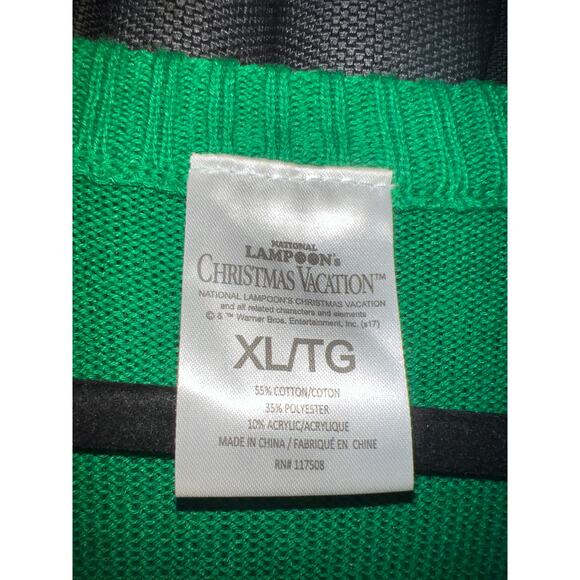 NATIONAL
LAMPOON's
CHRISTMAS VACATION™
NATIONAL LAMPOON'S CHRISTMAS VACATION
and all related characters and elements
© & ™ Warner Bros. Entertainment, Inc. (s17)
XL/TG
55% COTTON/COTON
35% POLYESTER
10% ACRYLIC/ACRYLIQUE
MADE IN CHINA / FABRIQUÉ EN CHINE
RN# 117508